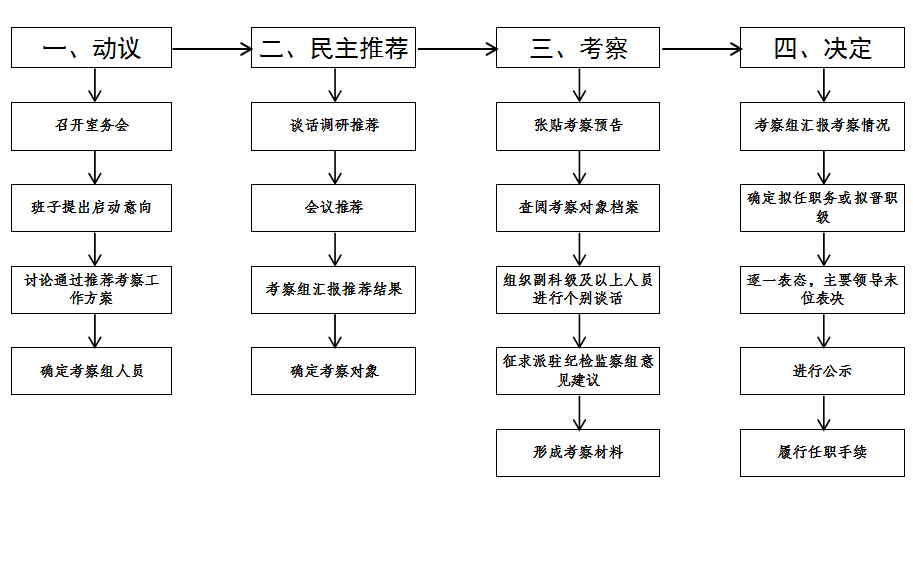 一、动议
召开室务会
班子提出启动意向
讨论通过推荐考察工
作方案
确定考察组人员
二、民主推荐
谈话调研推荐
会议推荐
考察组汇报推荐结果
确定考察对象
三、考察
张贴考察预告
查阅考察对象档案
组织副科级及以上人员
进行个别谈话
征求派驻纪检监察组意
见建议
形成考察材料
四、决定
考察组汇报考察情况
确定拟任职务或拟晋职
级
逐一表态，主要领导末
位表决
进行公示
履行任职手续